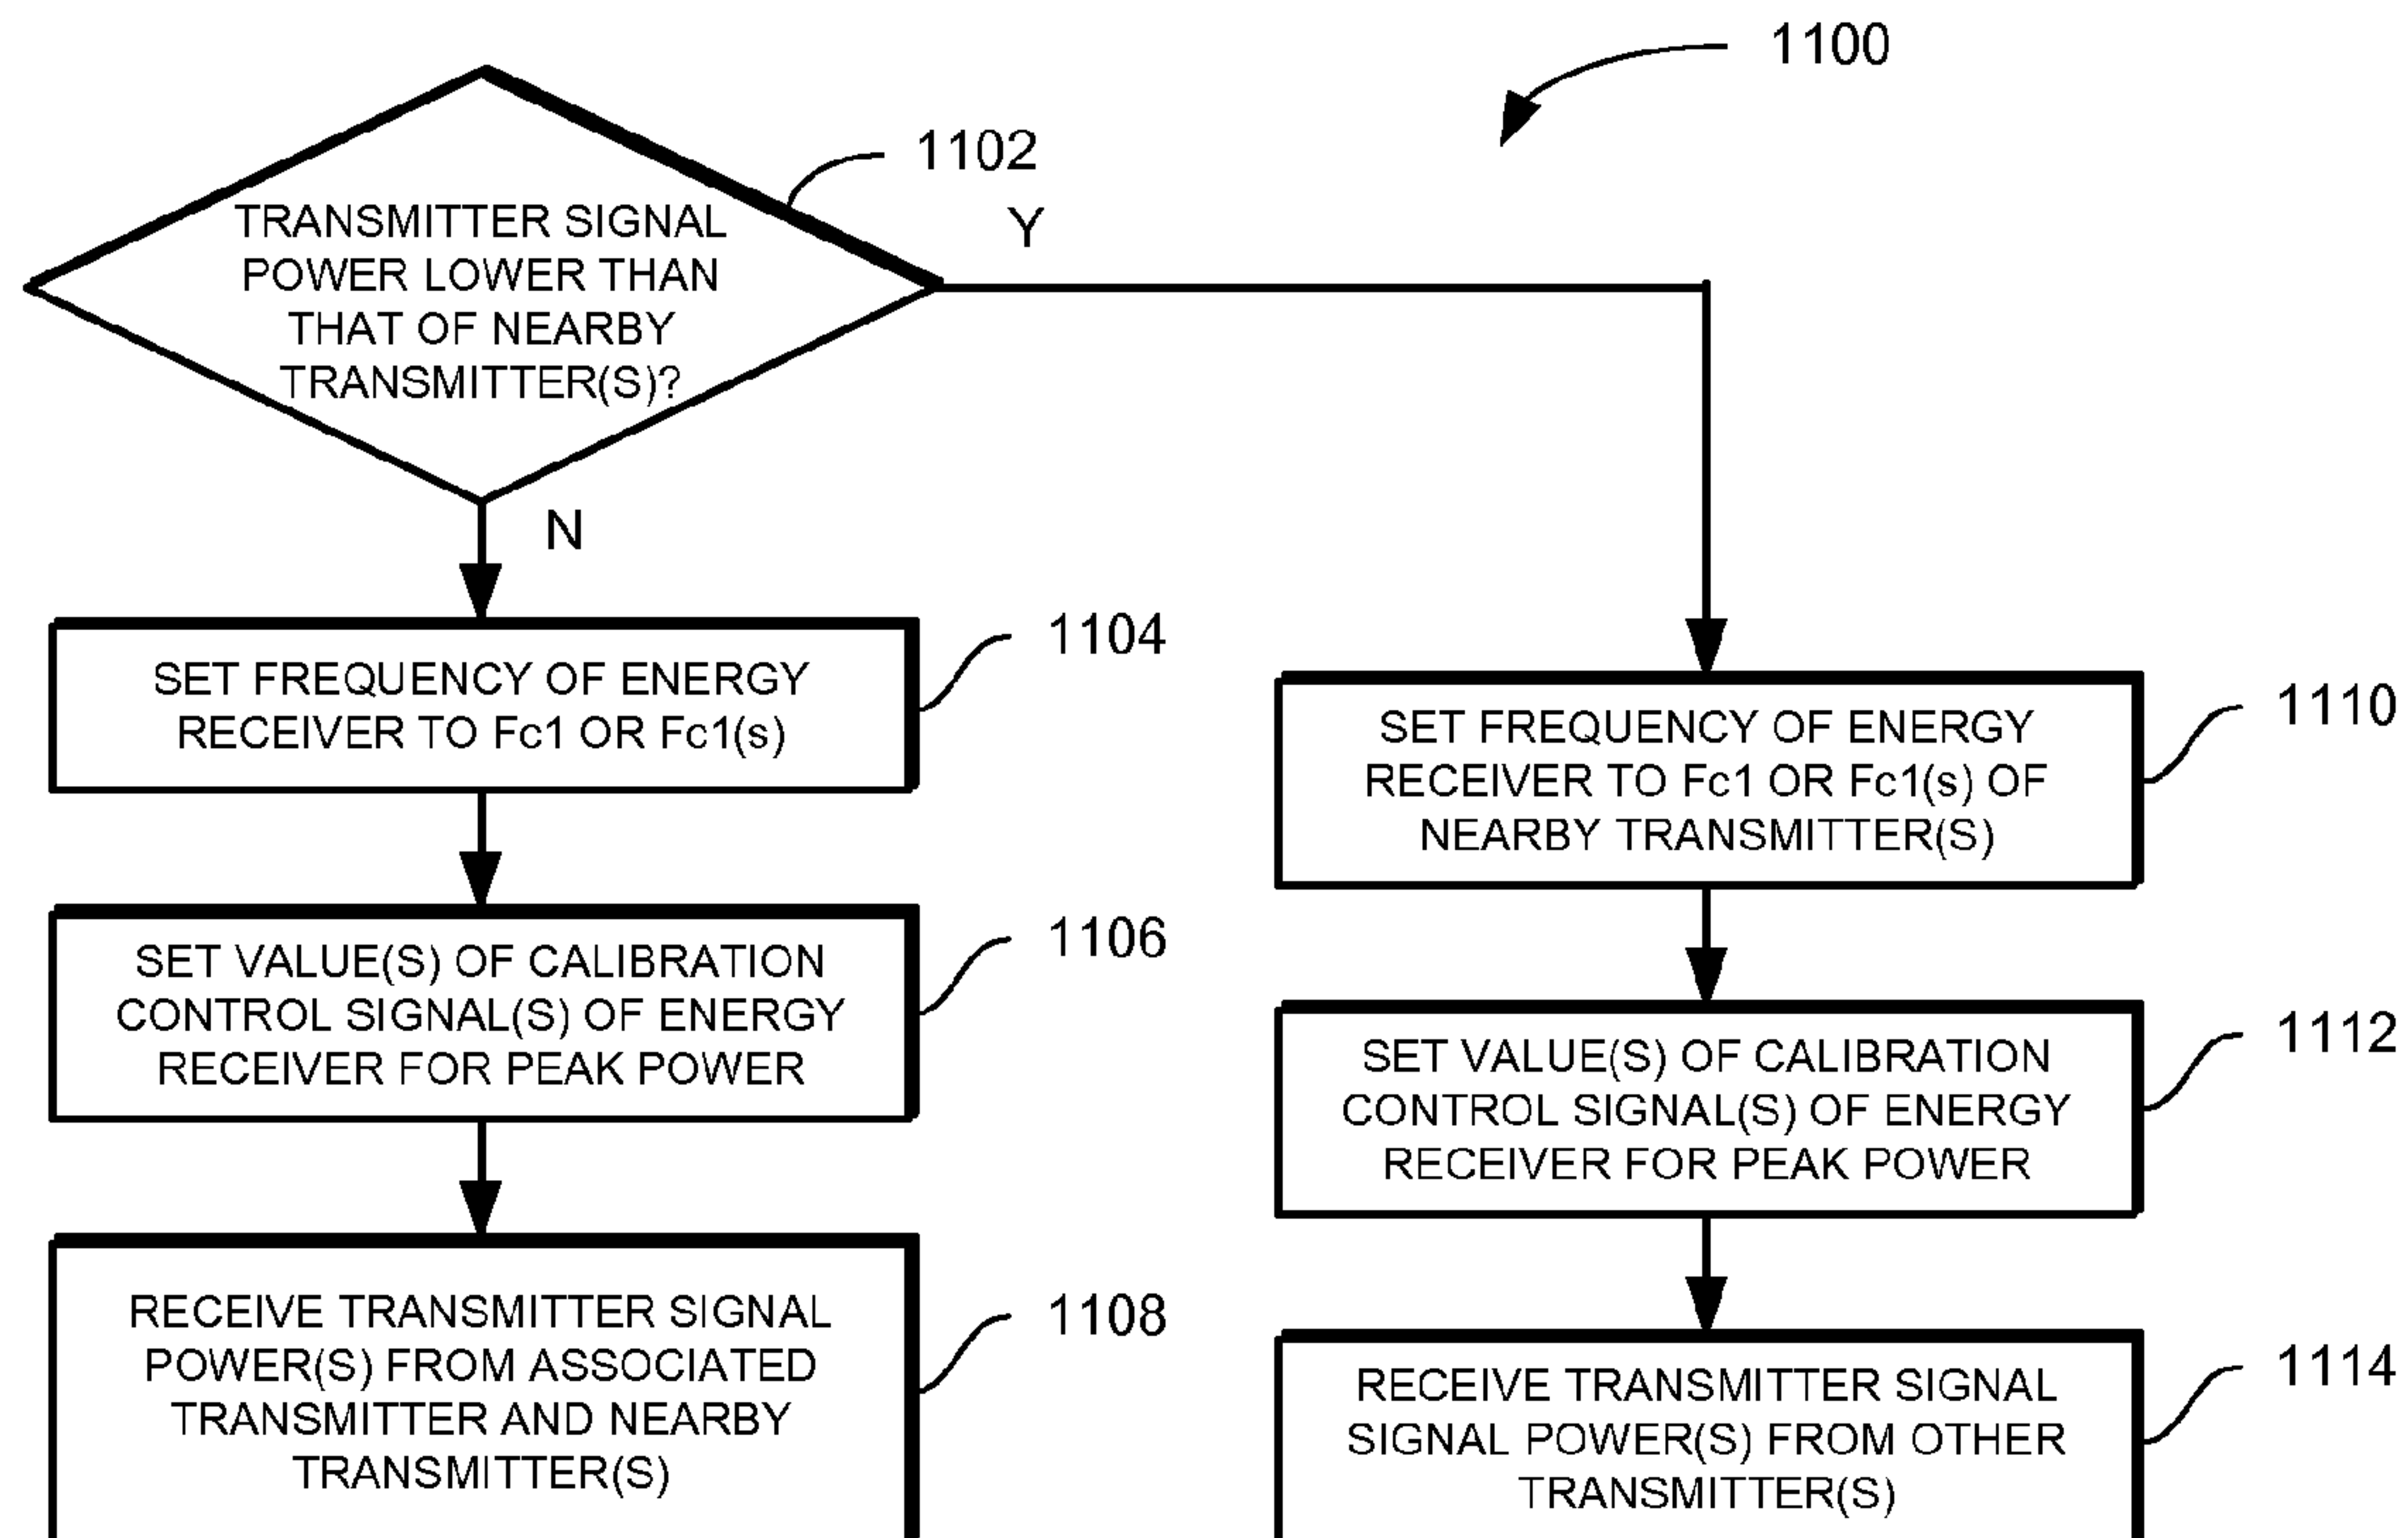 1100
1102
TRANSMITTER SIGNAL
POWER LOWER THAN
THAT OF NEARBY
TRANSMITTER(S)?
Y
N
1104
SET FREQUENCY OF ENERGY
RECEIVER TO Fc1 OR Fc1(s)
1106
SET VALUE(S) OF CALIBRATION
CONTROL SIGNAL(S) OF ENERGY
RECEIVER FOR PEAK POWER
1108
RECEIVE TRANSMITTER SIGNAL
POWER(S) FROM ASSOCIATED
TRANSMITTER AND NEARBY
TRANSMITTER(S)
1110
SET FREQUENCY OF ENERGY
RECEIVER TO Fc1 OR Fc1(s) OF
NEARBY TRANSMITTER(S)
1112
SET VALUE(S) OF CALIBRATION
CONTROL SIGNAL(S) OF ENERGY
RECEIVER FOR PEAK POWER
1114
RECEIVE TRANSMITTER SIGNAL
SIGNAL POWER(S) FROM OTHER
TRANSMITTER(S)